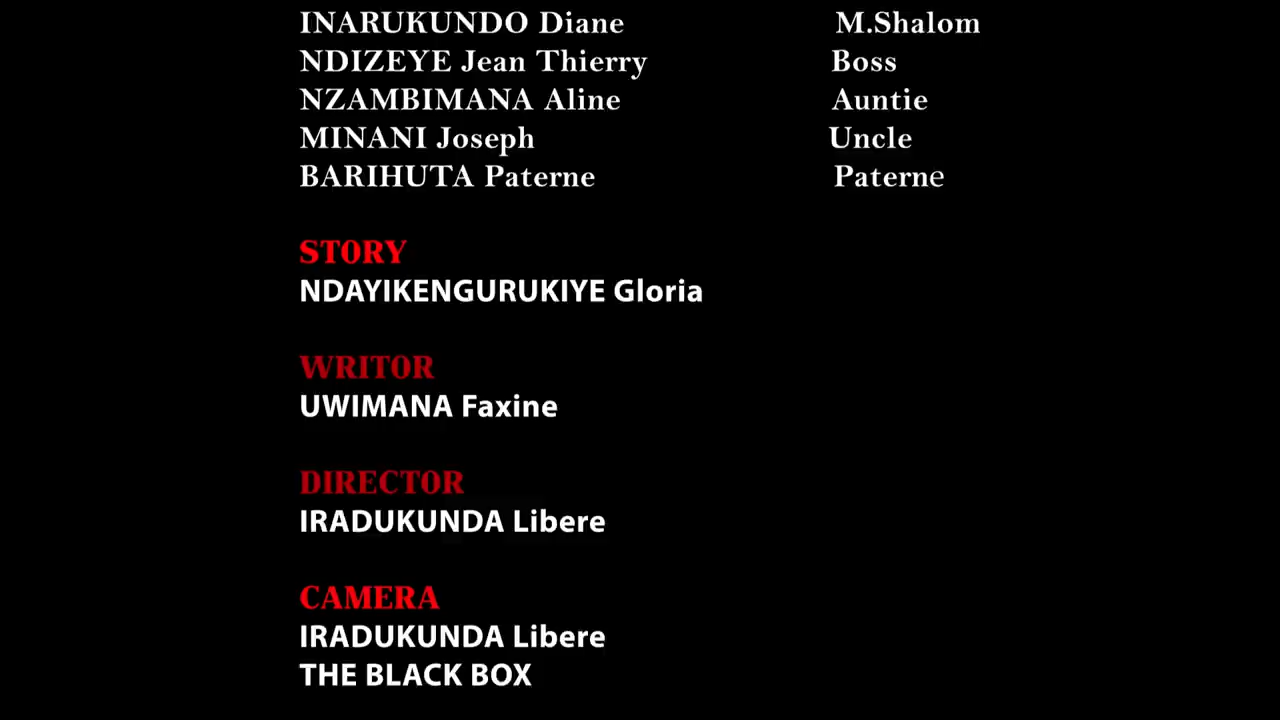 INARUKUNDO Diane M.Shalom
NDIZEYE Jean Thierry Boss
NZAMBIMANA Aline Auntie
MINANI Joseph Uncle
BARIHUTA Paterne Paterne
STORY
NDAYIKENGURUKIYE Gloria
WRITOR
UWIMANA Faxine
DIRECTOR
IRADUKUNDA Libere
CAMERA
IRADUKUNDA Libere
THE BLACK BOX